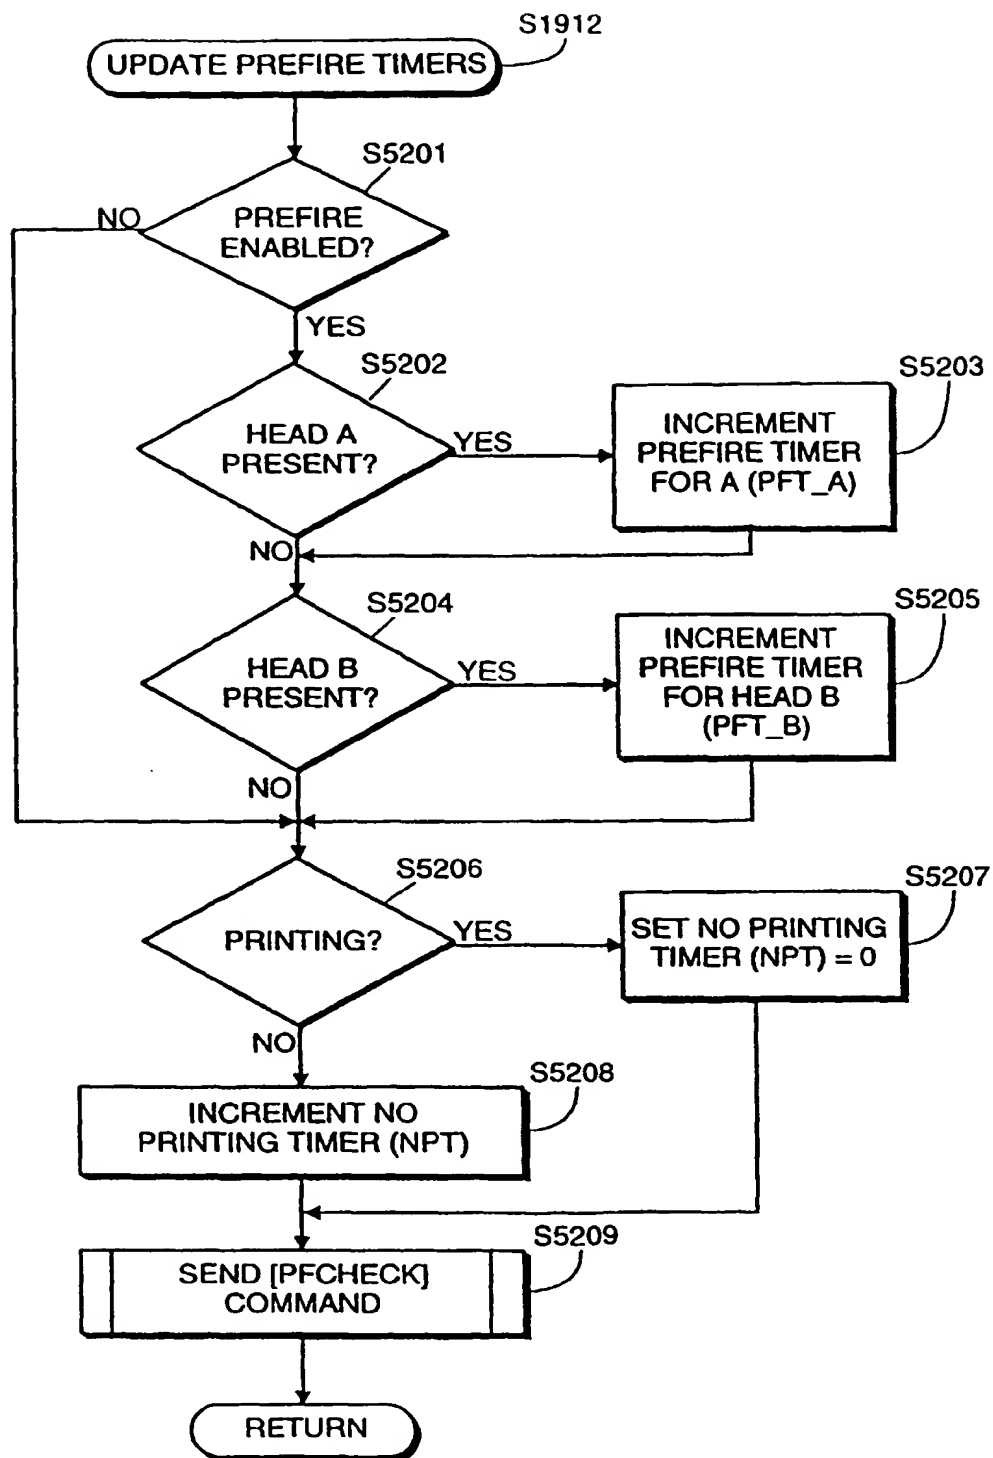 S1912
UPDATE PREFIRE TIMERS
S5201
NO
PREFIRE
ENABLED?
YES
S5202
S5203
HEAD A
PRESENT?
YES
INCREMENT
PREFIRE TIMER
FOR A (PFT_A)
NO
S5204
S5205
HEAD B
PRESENT?
YES
INCREMENT
PREFIRE TIMER
FOR HEAD B
(PFT_B)
NO
S5206
S5207
PRINTING?
YES
SET NO PRINTING
TIMER (NPT) = 0
NO
S5208
INCREMENT NO
PRINTING TIMER (NPT)
S5209
SEND [PFCHECK]
COMMAND
RETURN